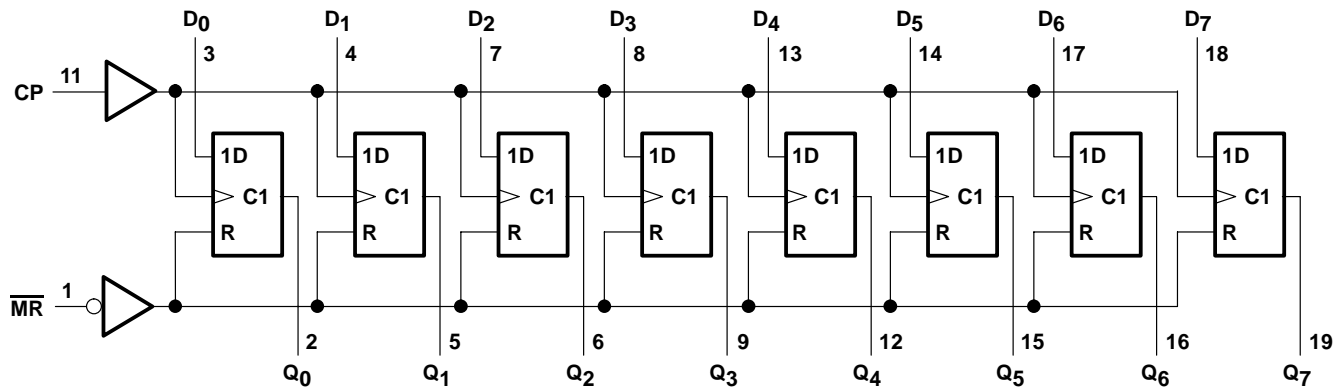 D0 D1 D2 D3 D4 D5 D6 D7
3 4 7 8 13 14 17 18
CP 11
1D 1D 1D 1D 1D 1D 1D 1D
C1 C1 C1 C1 C1 C1 C1 C1
R R R R R R R R
M̅R̅ 1
2 5 6 9 12 15 16 19
Q0 Q1 Q2 Q3 Q4 Q5 Q6 Q7